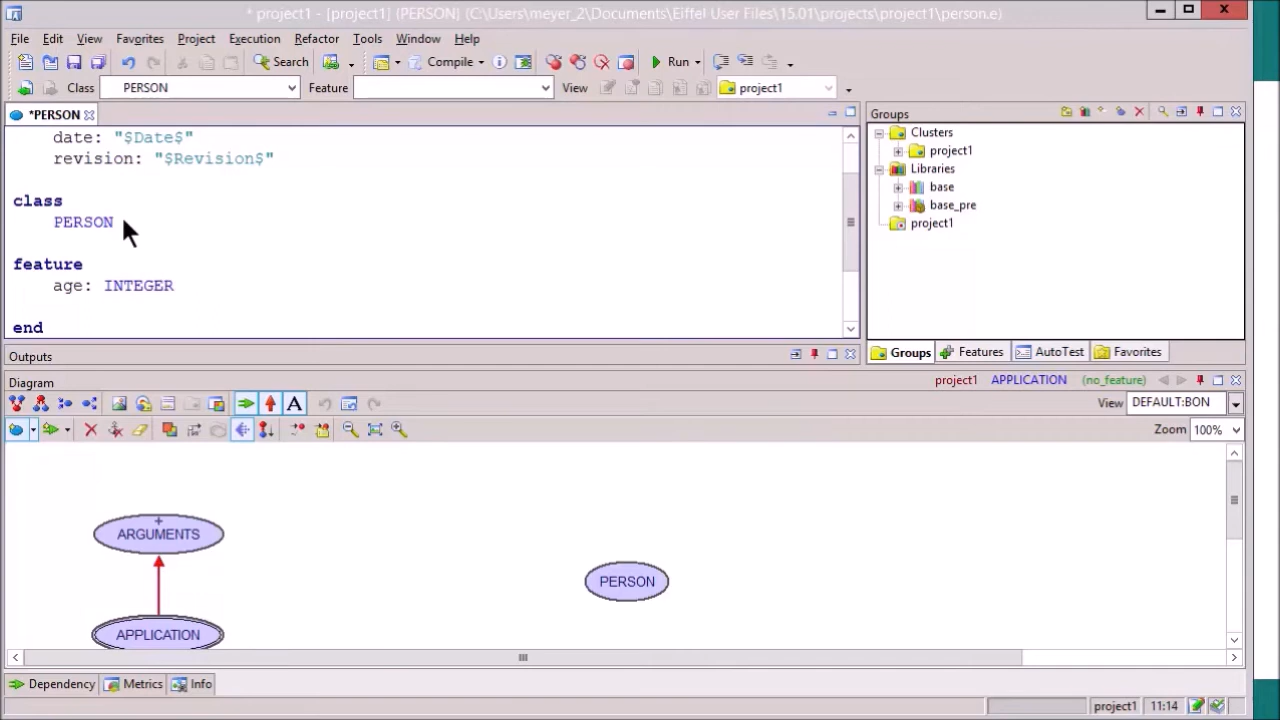 * project1 - [project1] (PERSON) (C:\Users\meyer_2\Documents\Eiffel User Files\15.01\projects\project1\person.e)
File Edit View Favorites Project Execution Refactor Tools Window Help
Search Compile Run
Class PERSON Feature View project1
*PERSON
date: "$Date$"
revision: "$Revision$"
class
PERSON
feature
age: INTEGER
end
Groups
Clusters
project1
Libraries
base
base_pre
project1
Groups Features AutoTest Favorites
Outputs
Diagram project1 APPLICATION (no_feature)
A View DEFAULT:BON
Zoom 100%
ARGUMENTS
PERSON
APPLICATION
Dependency Metrics Info
project1 11:14